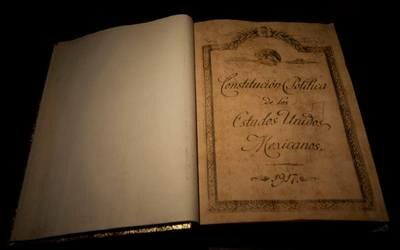 Constitución Política
de los
Estados Unidos
Mexicanos.
1917.